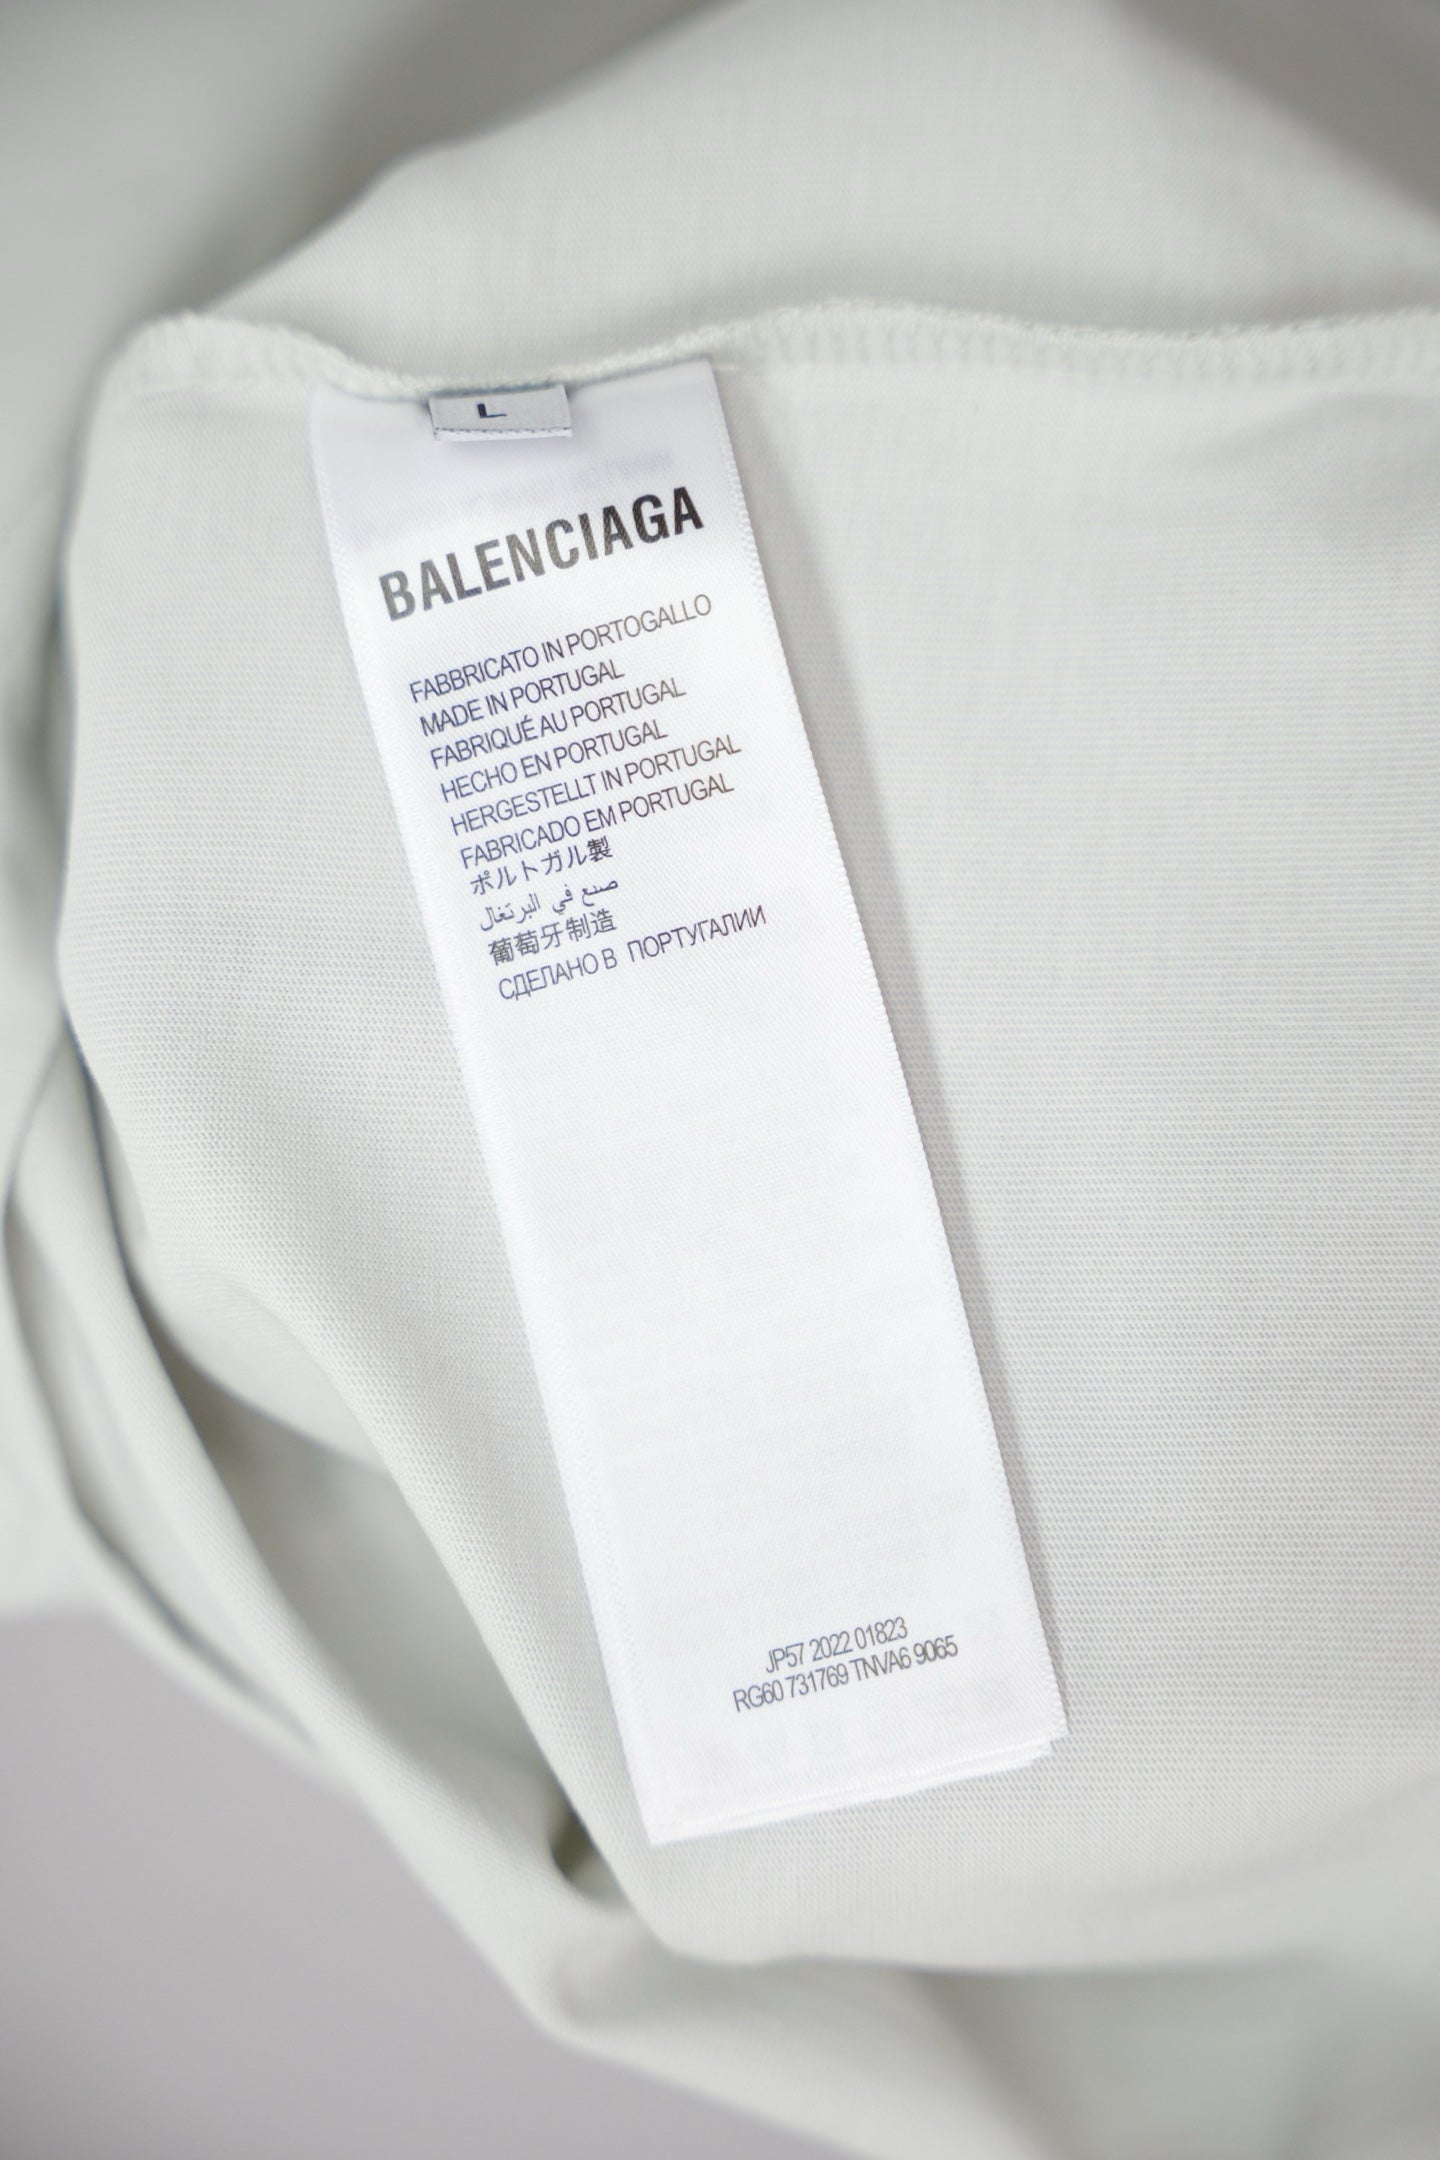 L
BALENCIAGA
FABBRICATO IN PORTOGALLO
MADE IN PORTUGAL
FABRIQUÉ AU PORTUGAL
HECHO EN PORTUGAL
HERGESTELLT IN PORTUGAL
FABRICADO EM PORTUGAL
ポルトガル製
صنع في البرتغال
葡萄牙制造
СДЕЛАНО В ПОРТУГАЛИИ
JP57 2022 01823
RG60 731769 TNVA6 9065